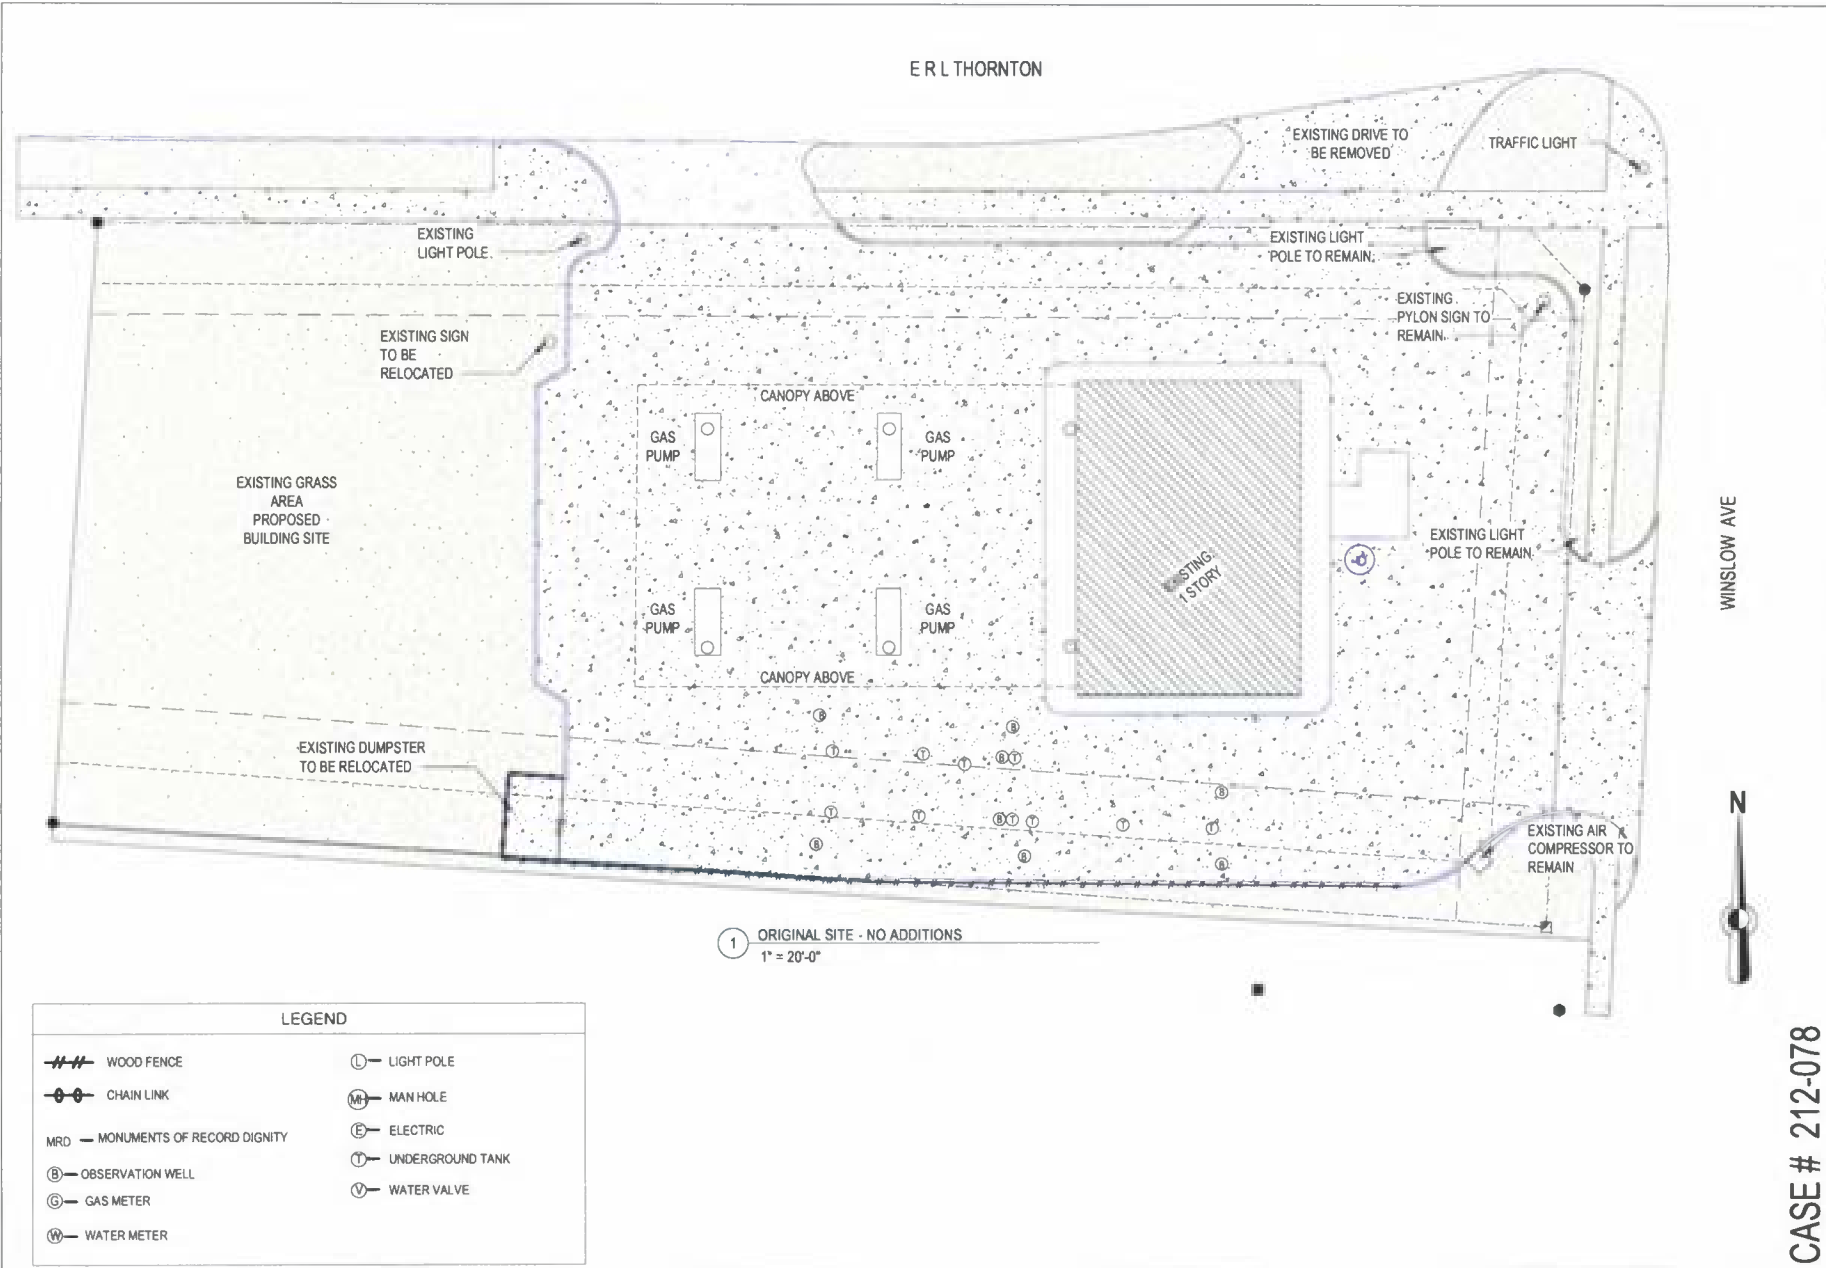 E R L THORNTON
EXISTING DRIVE TO
BE REMOVED
TRAFFIC LIGHT
EXISTING
LIGHT POLE
EXISTING LIGHT
POLE TO REMAIN
EXISTING
PYLON SIGN TO
REMAIN
EXISTING SIGN
TO BE
RELOCATED
CANOPY ABOVE
GAS
PUMP
GAS
PUMP
EXISTING GRASS
AREA
PROPOSED
BUILDING SITE
EXISTING LIGHT
POLE TO REMAIN
WINSLOW AVE
1 STORY
GAS
PUMP
GAS
PUMP
CANOPY ABOVE
B
B
T
T
T
B T
EXISTING DUMPSTER
TO BE RELOCATED
B
T
T
B T T
T
T
B
B
B
N
EXISTING AIR
COMPRESSOR TO
REMAIN
1 ORIGINAL SITE - NO ADDITIONS
1" = 20'-0"
LEGEND
WOOD FENCE
CHAIN LINK
MRD — MONUMENTS OF RECORD DIGNITY
B OBSERVATION WELL
G GAS METER
W WATER METER
L LIGHT POLE
MH MAN HOLE
E ELECTRIC
T UNDERGROUND TANK
V WATER VALVE
CASE # 212-078